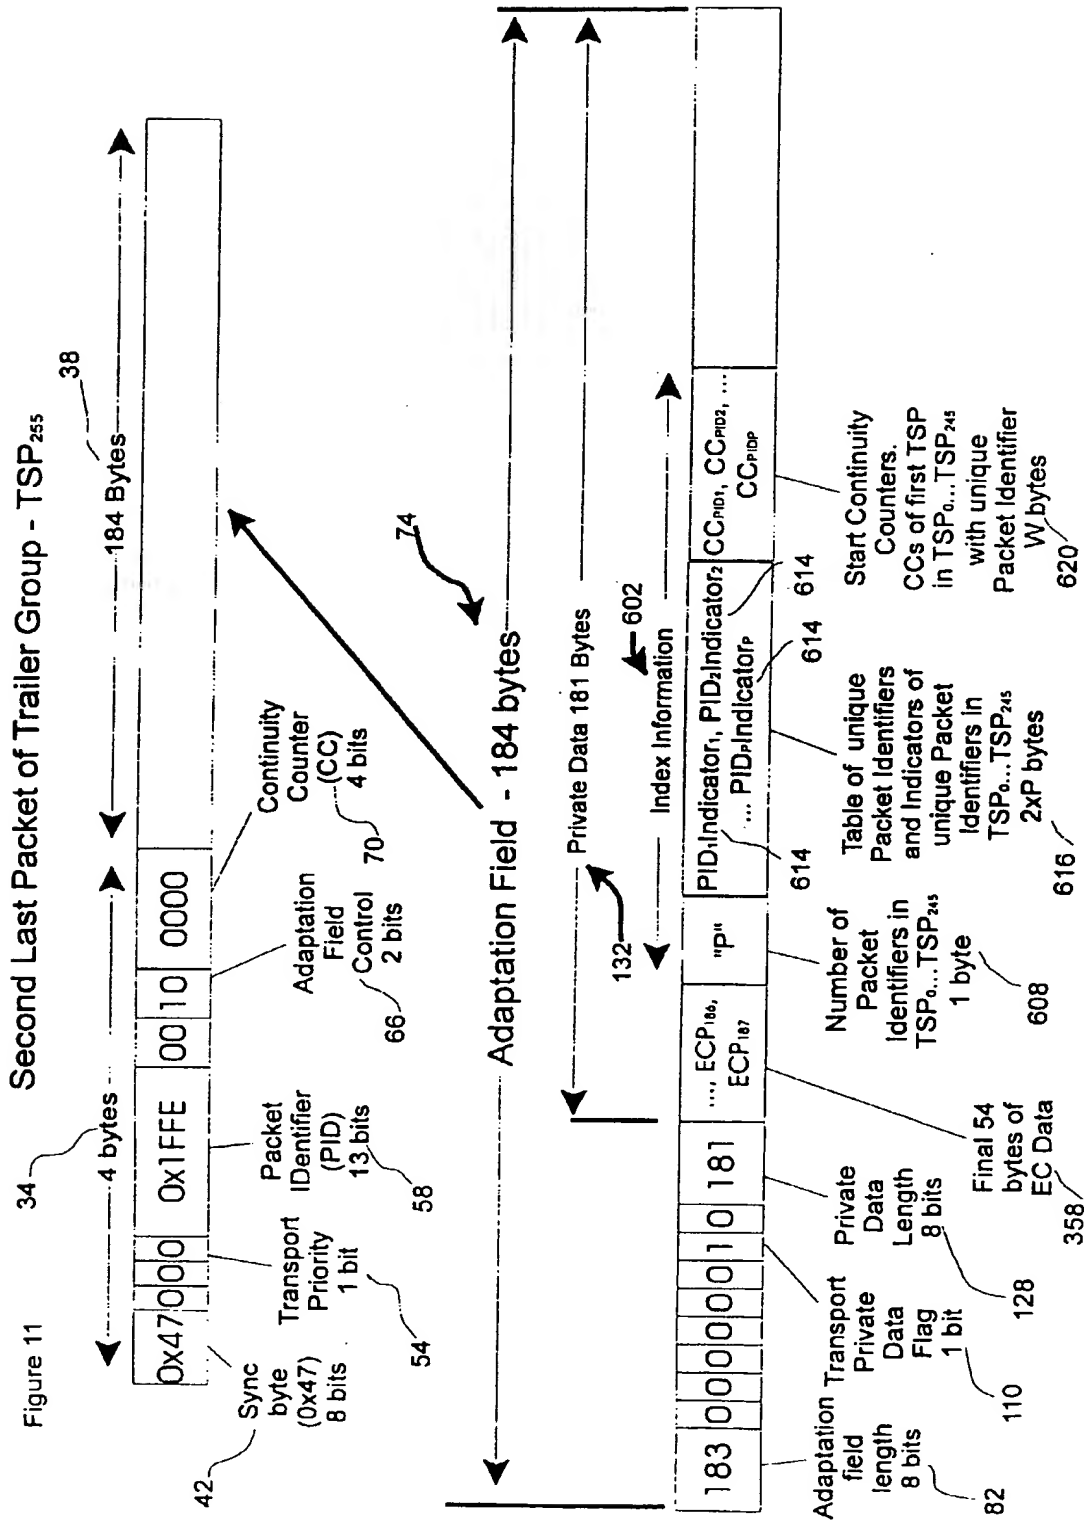 Figure 11
Second Last Packet of Trailer Group - TSP₂₅₅
34
38
4 bytes
184 Bytes
0x47 0 0 0 0x1FFE 00 10 0000
42
Sync
byte
(0x47)
8 bits
Transport
Priority
1 bit
54
Packet
IDentifier
(PID)
13 bits
58
Adaptation
Field
Control
2 bits
66
Continuity
Counter
(CC)
4 bits
70
74
Adaptation Field - 184 bytes
Private Data 181 Bytes
132
602
Index Information
183 0 0 0 0 0 0 1 0 181
...., ECP₁₈₆,
ECP₁₈₇
"P"
PID₁Indicator₁, PID₂Indicator₂
... PIDₚIndicatorₚ
CC_PID1, CC_PID2, ...
CC_PIDP
614
614
614
Adaptation
field
length
8 bits
82
Transport
Private
Data
Flag
1 bit
110
Private
Data
Length
8 bits
128
Final 54
bytes of
EC Data
358
Number of
Packet
Identifiers in
TSP₀...TSP₂₄₅
1 byte
608
Table of unique
Packet Identifiers
and Indicators of
unique Packet
Identifiers in
TSP₀...TSP₂₄₅
2xP bytes
616
Start Continuity
Counters.
CCs of first TSP
in TSP₀...TSP₂₄₅
with unique
Packet Identifier
W bytes
620